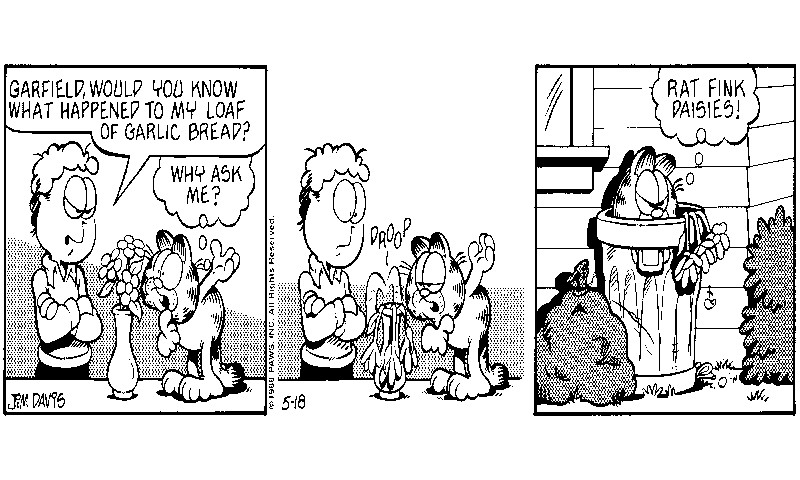 GARFIELD, WOULD YOU KNOW
WHAT HAPPENED TO MY LOAF
OF GARLIC BREAD?
WHY ASK
ME?
JIM DAVIS
© 1988 PAWS, INC. All Rights Reserved.
DROOP
5-18
RAT FINK
DAISIES!